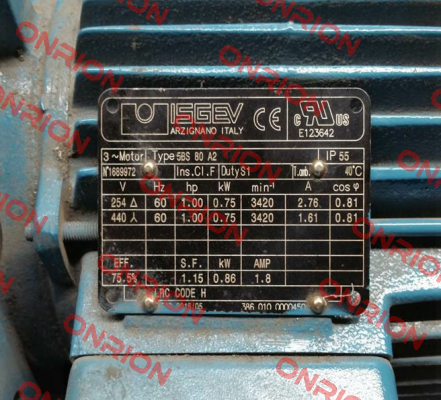 ISGEV
ARZIGNANO ITALY
CE
c UR US
E123642
3~Motor Type 5BS 80 A2 IP 55
N°1689972 Ins.Cl.F Duty S1 T.amb. 40°C
V Hz hp kW min⁻¹ A cos φ
254 Δ 60 1.00 0.75 3420 2.76 0.81
440 ⅄ 60 1.00 0.75 3420 1.61 0.81
EFF. S.F. kW AMP
75.5% 1.15 0.86 1.8
LRC CODE H
386 010 0000450
ONRION
ONRION
ONRION
ONRION
ONRION
ONRION
ONRION
ONRION